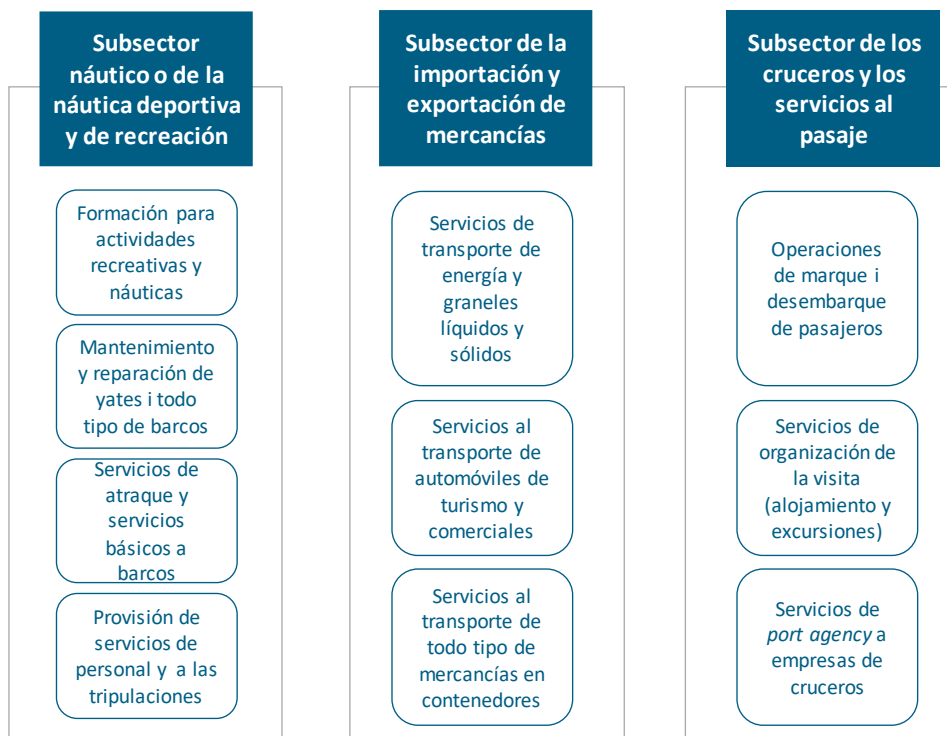 Subsector
náutico o de la
náutica deportiva
y de recreación
Formación para
actividades
recreativas y
náuticas
Mantenimiento
y reparación de
yates i todo
tipo de barcos
Servicios de
atraque y
servicios
básicos a
barcos
Provisión de
servicios de
personal y a las
tripulaciones
Subsector de la
importación y
exportación de
mercancías
Servicios de
transporte de
energía y
graneles
líquidos y
sólidos
Servicios al
transporte de
automóviles de
turismo y
comerciales
Servicios al
transporte de
todo tipo de
mercancías en
contenedores
Subsector de los
cruceros y los
servicios al
pasaje
Operaciones
de marque i
desembarque
de pasajeros
Servicios de
organización de
la visita
(alojamiento y
excursiones)
Servicios de
port agency a
empresas de
cruceros